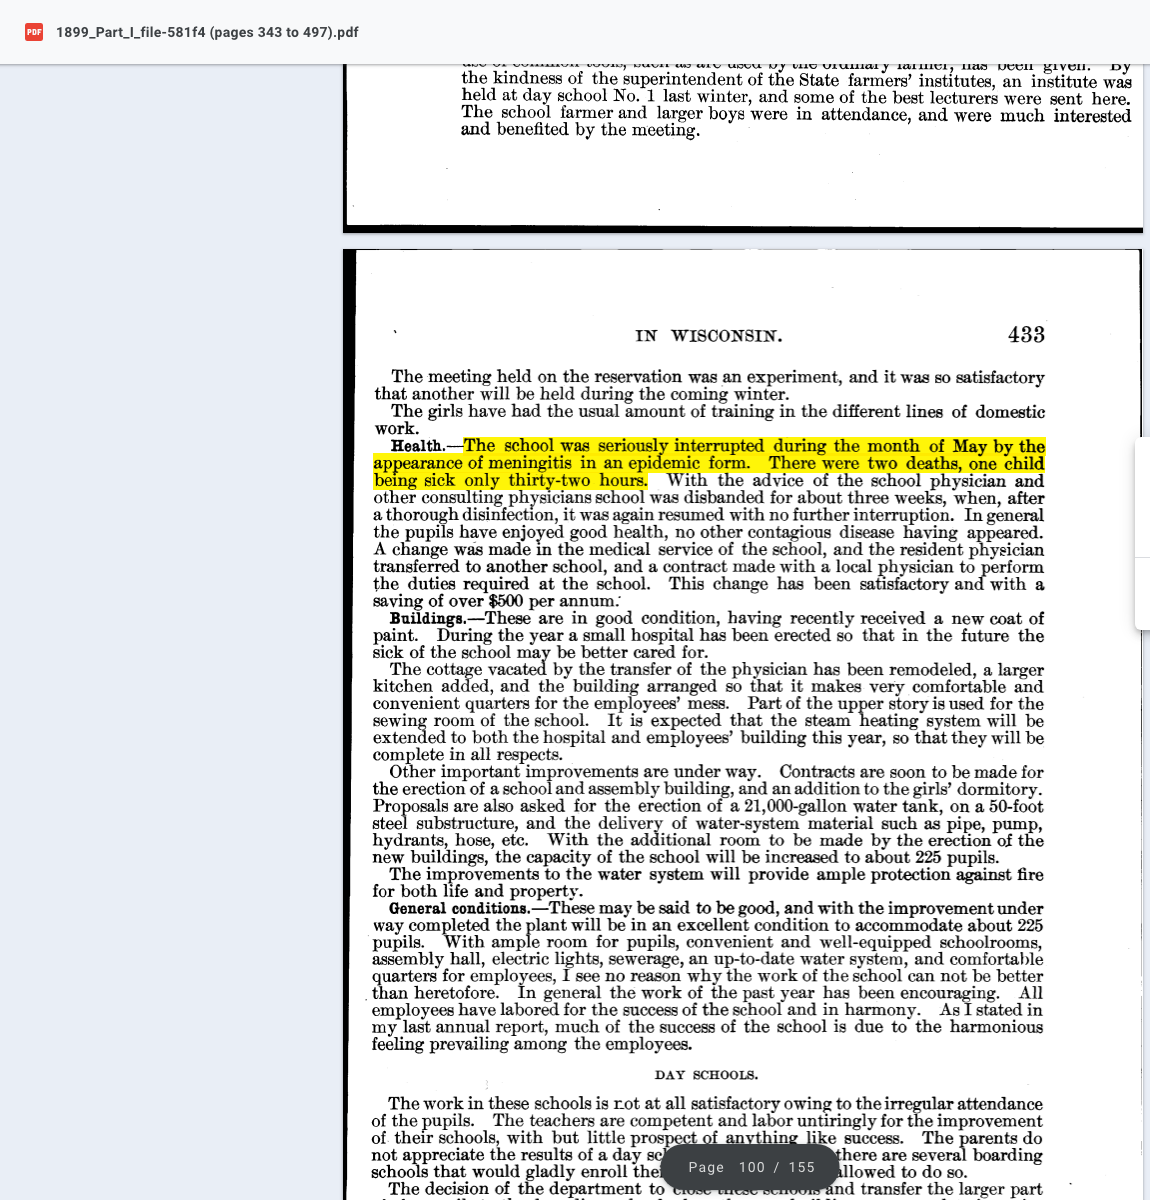 PDF 1899_Part_I_file-581f4 (pages 343 to 497).pdf
use of common tools, such as are used by the ordinary farmer, has been given. By
the kindness of the superintendent of the State farmers' institutes, an institute was
held at day school No. 1 last winter, and some of the best lecturers were sent here.
The school farmer and larger boys were in attendance, and were much interested
and benefited by the meeting.
IN WISCONSIN. 433
The meeting held on the reservation was an experiment, and it was so satisfactory
that another will be held during the coming winter.
The girls have had the usual amount of training in the different lines of domestic
work.
Health.—The school was seriously interrupted during the month of May by the
appearance of meningitis in an epidemic form. There were two deaths, one child
being sick only thirty-two hours. With the advice of the school physician and
other consulting physicians school was disbanded for about three weeks, when, after
a thorough disinfection, it was again resumed with no further interruption. In general
the pupils have enjoyed good health, no other contagious disease having appeared.
A change was made in the medical service of the school, and the resident physician
transferred to another school, and a contract made with a local physician to perform
the duties required at the school. This change has been satisfactory and with a
saving of over $500 per annum.
Buildings.—These are in good condition, having recently received a new coat of
paint. During the year a small hospital has been erected so that in the future the
sick of the school may be better cared for.
The cottage vacated by the transfer of the physician has been remodeled, a larger
kitchen added, and the building arranged so that it makes very comfortable and
convenient quarters for the employees' mess. Part of the upper story is used for the
sewing room of the school. It is expected that the steam heating system will be
extended to both the hospital and employees' building this year, so that they will be
complete in all respects.
Other important improvements are under way. Contracts are soon to be made for
the erection of a school and assembly building, and an addition to the girls' dormitory.
Proposals are also asked for the erection of a 21,000-gallon water tank, on a 50-foot
steel substructure, and the delivery of water-system material such as pipe, pump,
hydrants, hose, etc. With the additional room to be made by the erection of the
new buildings, the capacity of the school will be increased to about 225 pupils.
The improvements to the water system will provide ample protection against fire
for both life and property.
General conditions.—These may be said to be good, and with the improvement under
way completed the plant will be in an excellent condition to accommodate about 225
pupils. With ample room for pupils, convenient and well-equipped schoolrooms,
assembly hall, electric lights, sewerage, an up-to-date water system, and comfortable
quarters for employees, I see no reason why the work of the school can not be better
than heretofore. In general the work of the past year has been encouraging. All
employees have labored for the success of the school and in harmony. As I stated in
my last annual report, much of the success of the school is due to the harmonious
feeling prevailing among the employees.
DAY SCHOOLS.
The work in these schools is not at all satisfactory owing to the irregular attendance
of the pupils. The teachers are competent and labor untiringly for the improvement
of their schools, with but little prospect of anything like success. The parents do
not appreciate the results of a day there are several boarding
schools that would gladly enroll allowed to do so.
The decision of the department to close these schools and transfer the larger part
Page 100 / 155